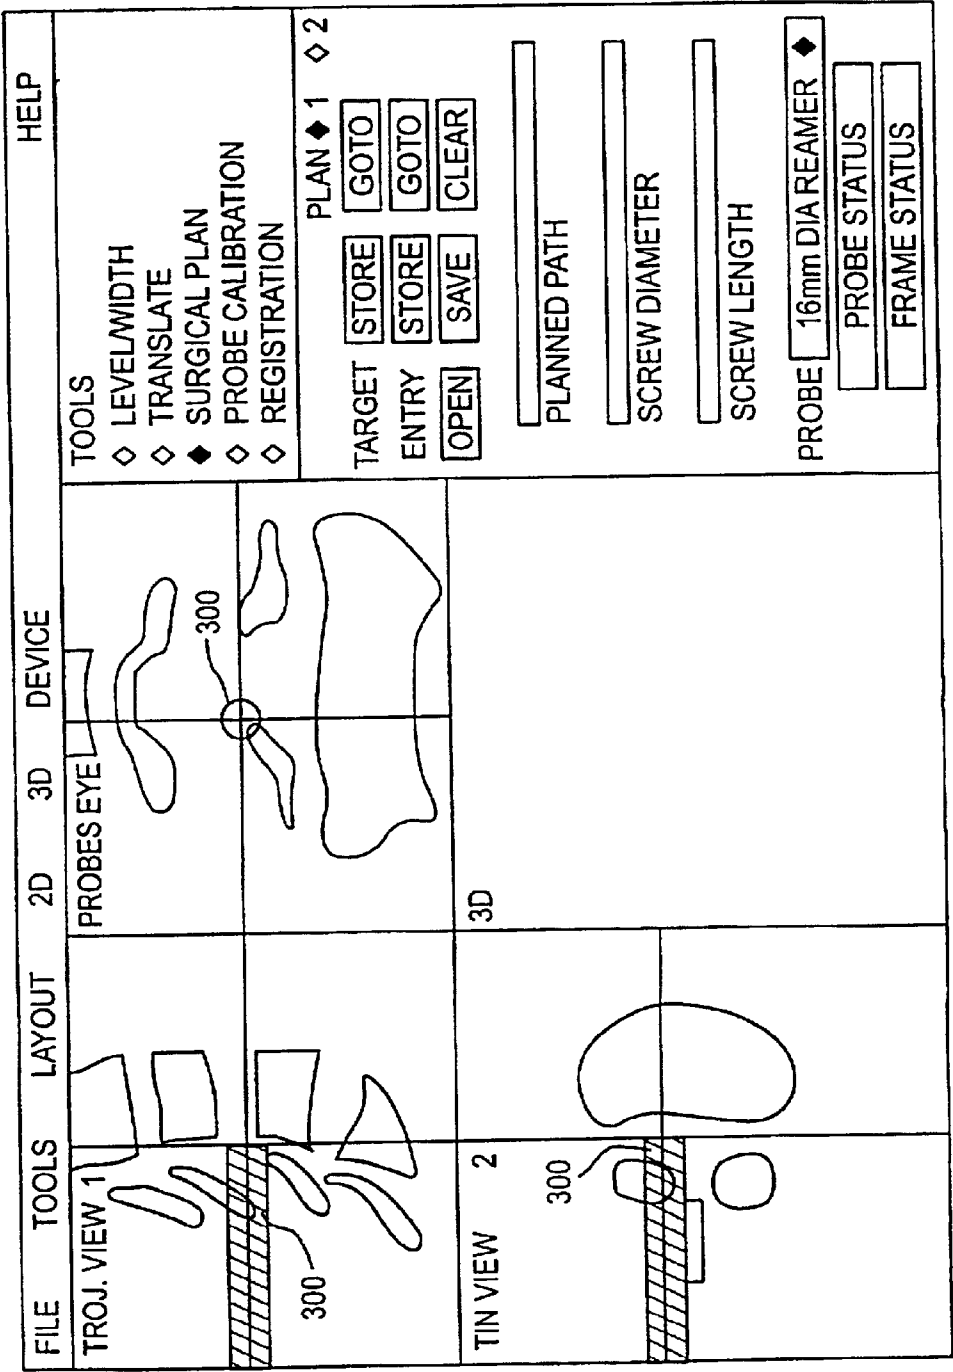 FILE TOOLS LAYOUT 2D 3D DEVICE HELP
TROJ. VIEW 1
300
PROBES EYE
300
TIN VIEW 2
300
3D
TOOLS
◇ LEVEL/WIDTH
◇ TRANSLATE
◆ SURGICAL PLAN
◇ PROBE CALIBRATION
◇ REGISTRATION
PLAN ◆ 1 ◇ 2
TARGET STORE GOTO
ENTRY STORE GOTO
OPEN SAVE CLEAR
PLANNED PATH
SCREW DIAMETER
SCREW LENGTH
PROBE 16mm DIA REAMER ◆
PROBE STATUS
FRAME STATUS